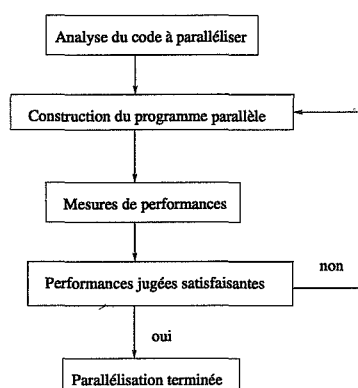 Analyse du code à paralléliser
Construction du programme parallèle
Mesures de performances
Performances jugées satisfaisantes
non
oui
Parallélisation terminée